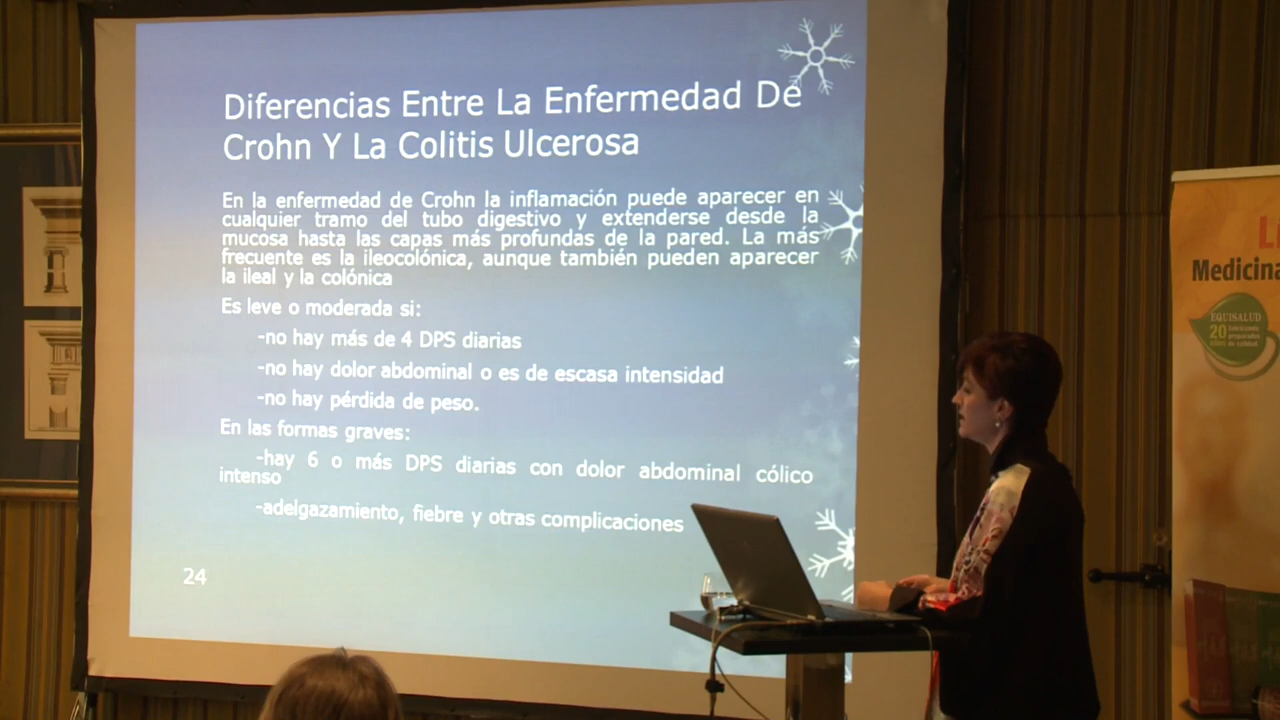 Diferencias Entre La Enfermedad De
Crohn Y La Colitis Ulcerosa
En la enfermedad de Crohn la inflamación puede aparecer en
cualquier tramo del tubo digestivo y extenderse desde la
mucosa hasta las capas más profundas de la pared. La más
frecuente es la ileocolónica, aunque también pueden aparecer
la ileal y la colónica
Es leve o moderada si:
-no hay más de 4 DPS diarias
-no hay dolor abdominal o es de escasa intensidad
-no hay pérdida de peso.
En las formas graves:
-hay 6 o más DPS diarias con dolor abdominal cólico
intenso
-adelgazamiento, fiebre y otras complicaciones
24
L
Medicina
EQUISALUD
20
años
fabricando
preparados
de calidad